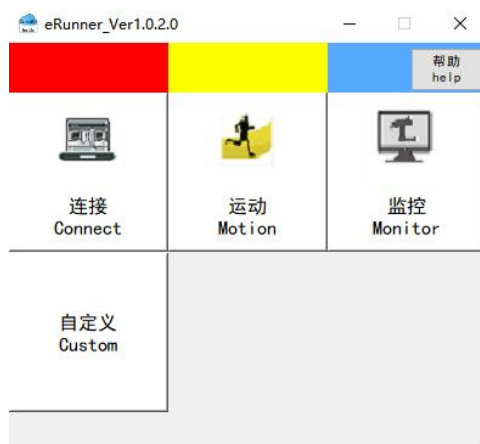 eRunner_Ver1.0.2.0
帮助
help
连接
Connect
运动
Motion
监控
Monitor
自定义
Custom